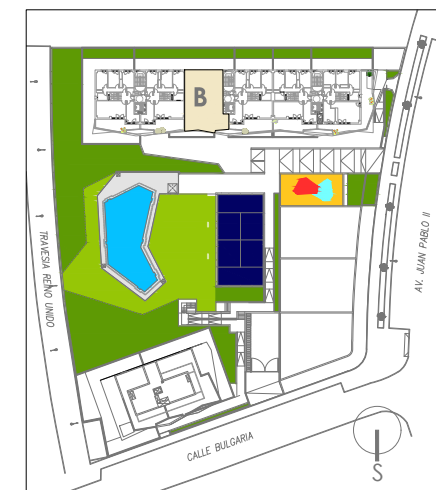 B
TRAVESIA REINO UNIDO
AV. JUAN PABLO II
CALLE BULGARIA
S